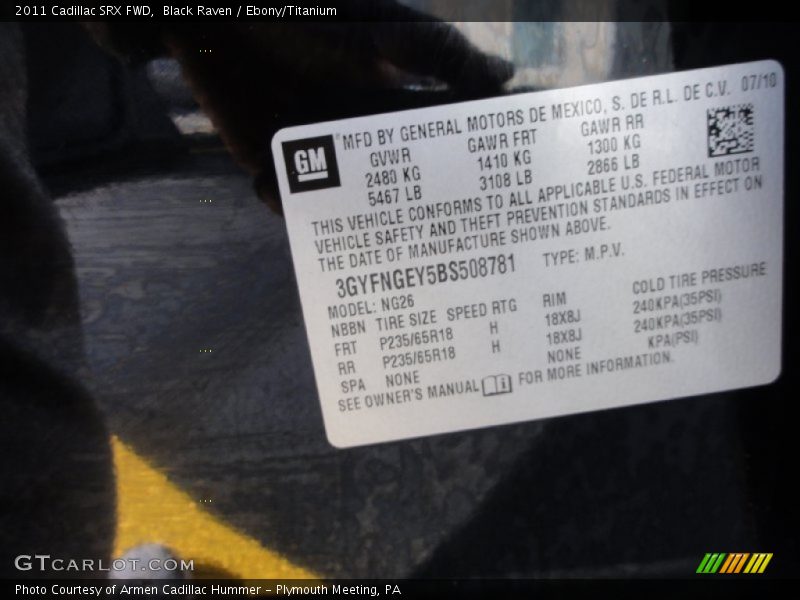 2011 Cadillac SRX FWD, Black Raven / Ebony/Titanium
GM
MFD BY GENERAL MOTORS DE MEXICO, S. DE R.L. DE C.V. 07/10
GVWR GAWR FRT GAWR RR
2480 KG 1410 KG 1300 KG
5467 LB 3108 LB 2866 LB
THIS VEHICLE CONFORMS TO ALL APPLICABLE U.S. FEDERAL MOTOR
VEHICLE SAFETY AND THEFT PREVENTION STANDARDS IN EFFECT ON
THE DATE OF MANUFACTURE SHOWN ABOVE.
3GYFNGEY5BS508781 TYPE: M.P.V.
MODEL: NG26
NBBN TIRE SIZE SPEED RTG RIM COLD TIRE PRESSURE
FRT P235/65R18 H 18X8J 240KPA(35PSI)
RR P235/65R18 H 18X8J 240KPA(35PSI)
SPA NONE NONE KPA(PSI)
SEE OWNER'S MANUAL FOR MORE INFORMATION.
GTCARLOT.COM
Photo Courtesy of Armen Cadillac Hummer - Plymouth Meeting, PA